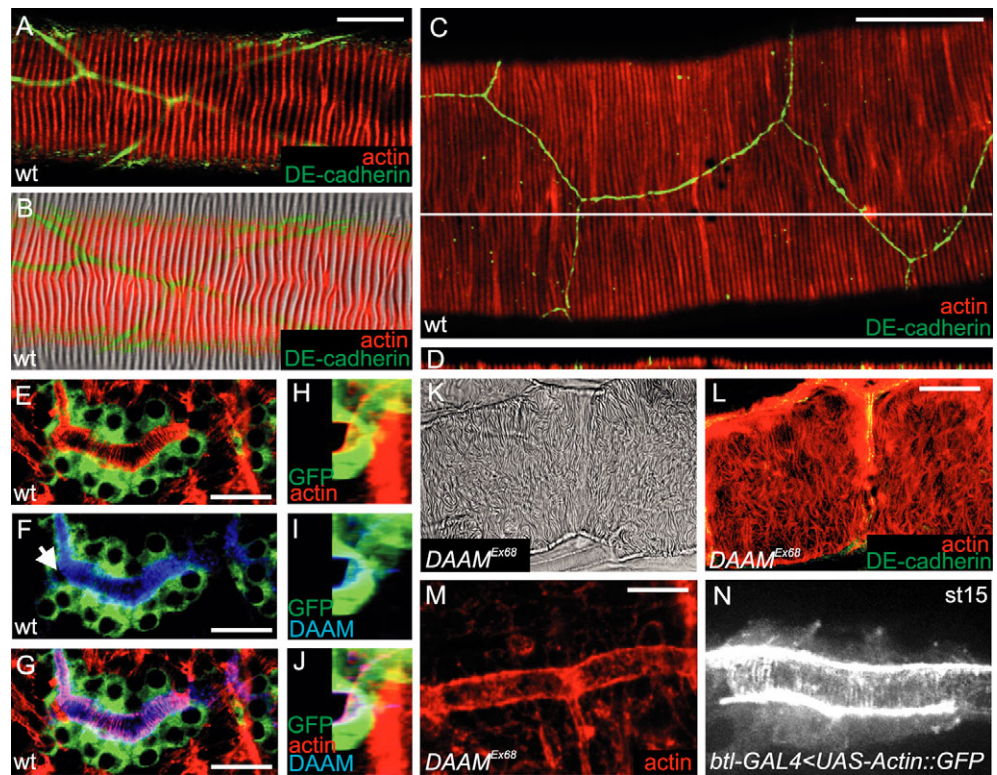 A
actin
DE-cadherin
wt
B
DE-cadherin
wt
C
actin
DE-cadherin
wt
D
E
wt
F
wt
G
wt
H
GFP
actin
I
GFP
DAAM
J
GFP
actin
DAAM
K
DAAM^Ex68
L
actin
DE-cadherin
DAAM^Ex68
M
DAAM^Ex68
actin
N
st15
btl-GAL4<UAS-Actin::GFP